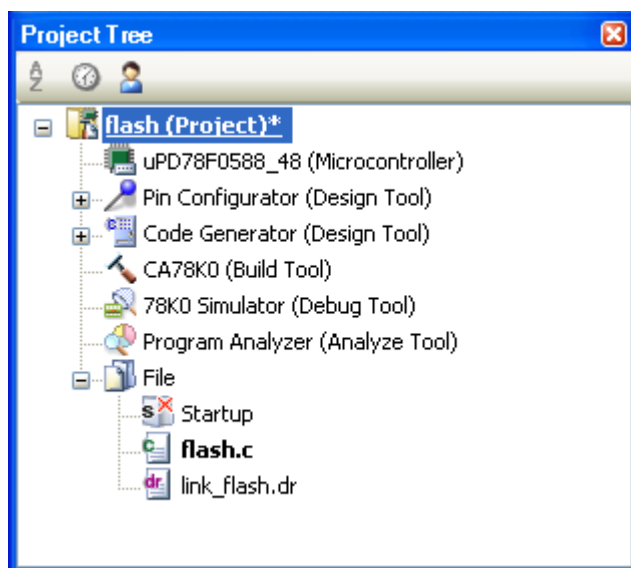 Project Tree
flash (Project)*
uPD78F0588_48 (Microcontroller)
Pin Configurator (Design Tool)
Code Generator (Design Tool)
CA78K0 (Build Tool)
78K0 Simulator (Debug Tool)
Program Analyzer (Analyze Tool)
File
Startup
flash.c
link_flash.dr